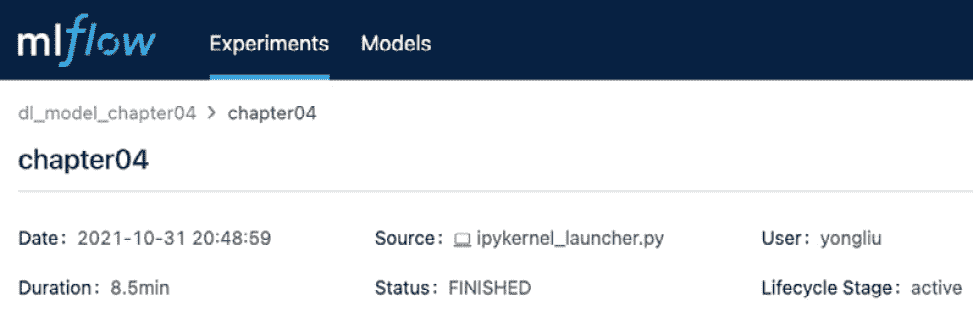 mlflow Experiments Models
dl_model_chapter04 > chapter04
chapter04
Date: 2021-10-31 20:48:59 Source: ipykernel_launcher.py User: yongliu
Duration: 8.5min Status: FINISHED Lifecycle Stage: active